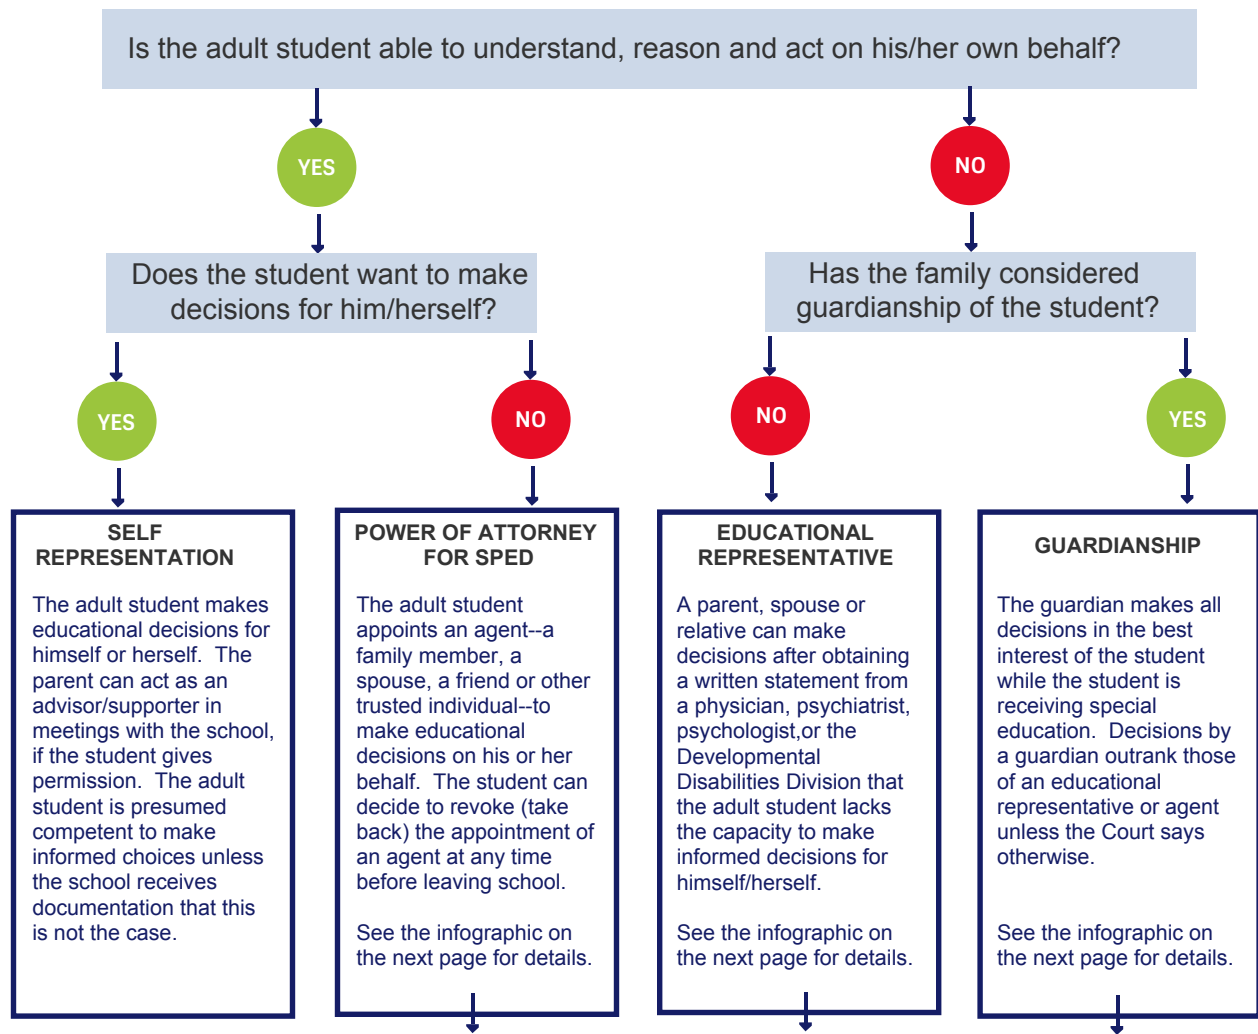 Is the adult student able to understand, reason and act on his/her own behalf?
YES
NO
Does the student want to make
decisions for him/herself?
Has the family considered
guardianship of the student?
YES
NO
NO
YES
SELF
REPRESENTATION
The adult student makes
educational decisions for
himself or herself. The
parent can act as an
advisor/supporter in
meetings with the school,
if the student gives
permission. The adult
student is presumed
competent to make
informed choices unless
the school receives
documentation that this
is not the case.
POWER OF ATTORNEY
FOR SPED
The adult student
appoints an agent--a
family member, a
spouse, a friend or other
trusted individual--to
make educational
decisions on his or her
behalf. The student can
decide to revoke (take
back) the appointment of
an agent at any time
before leaving school.
See the infographic on
the next page for details.
EDUCATIONAL
REPRESENTATIVE
A parent, spouse or
relative can make
decisions after obtaining
a written statement from
a physician, psychiatrist,
psychologist,or the
Developmental
Disabilities Division that
the adult student lacks
the capacity to make
informed decisions for
himself/herself.
See the infographic on
the next page for details.
GUARDIANSHIP
The guardian makes all
decisions in the best
interest of the student
while the student is
receiving special
education. Decisions by
a guardian outrank those
of an educational
representative or agent
unless the Court says
otherwise.
See the infographic on
the next page for details.